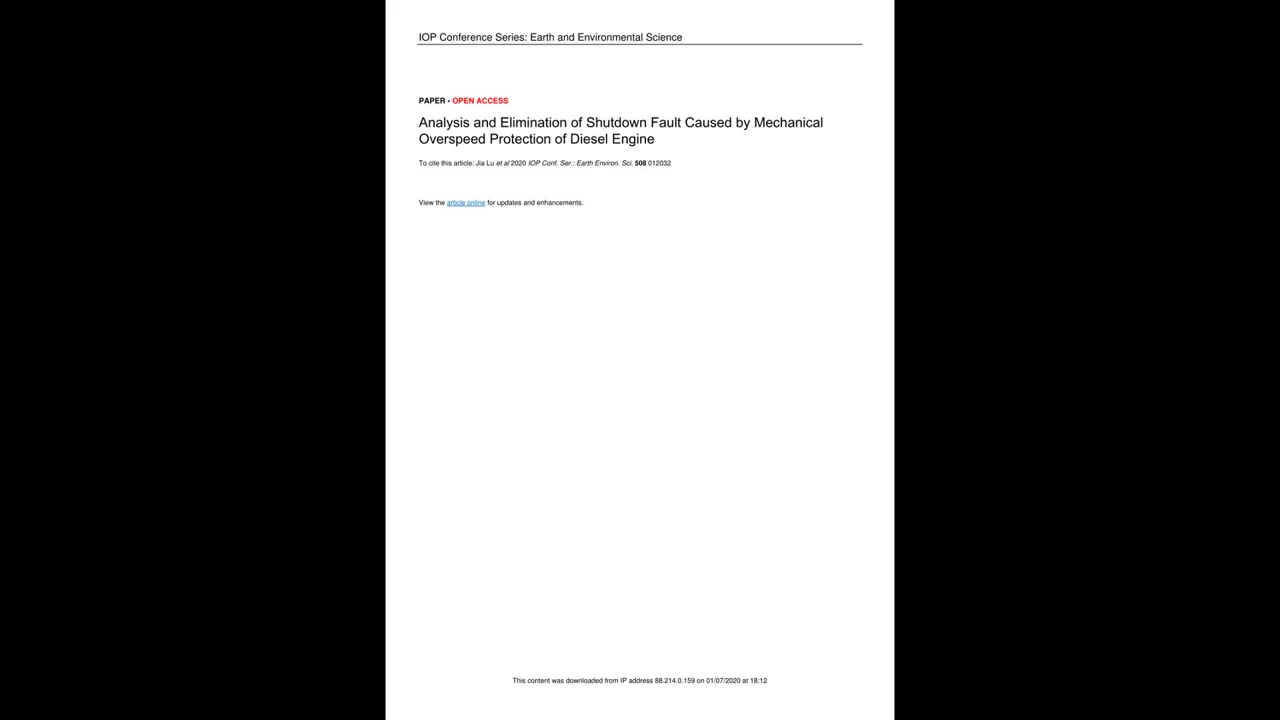 IOP Conference Series: Earth and Environmental Science
PAPER • OPEN ACCESS
Analysis and Elimination of Shutdown Fault Caused by Mechanical
Overspeed Protection of Diesel Engine
To cite this article: Jia Lu et al 2020 IOP Conf. Ser.: Earth Environ. Sci. 508 012032
View the article online for updates and enhancements.
This content was downloaded from IP address 88.214.0.159 on 01/07/2020 at 18:12